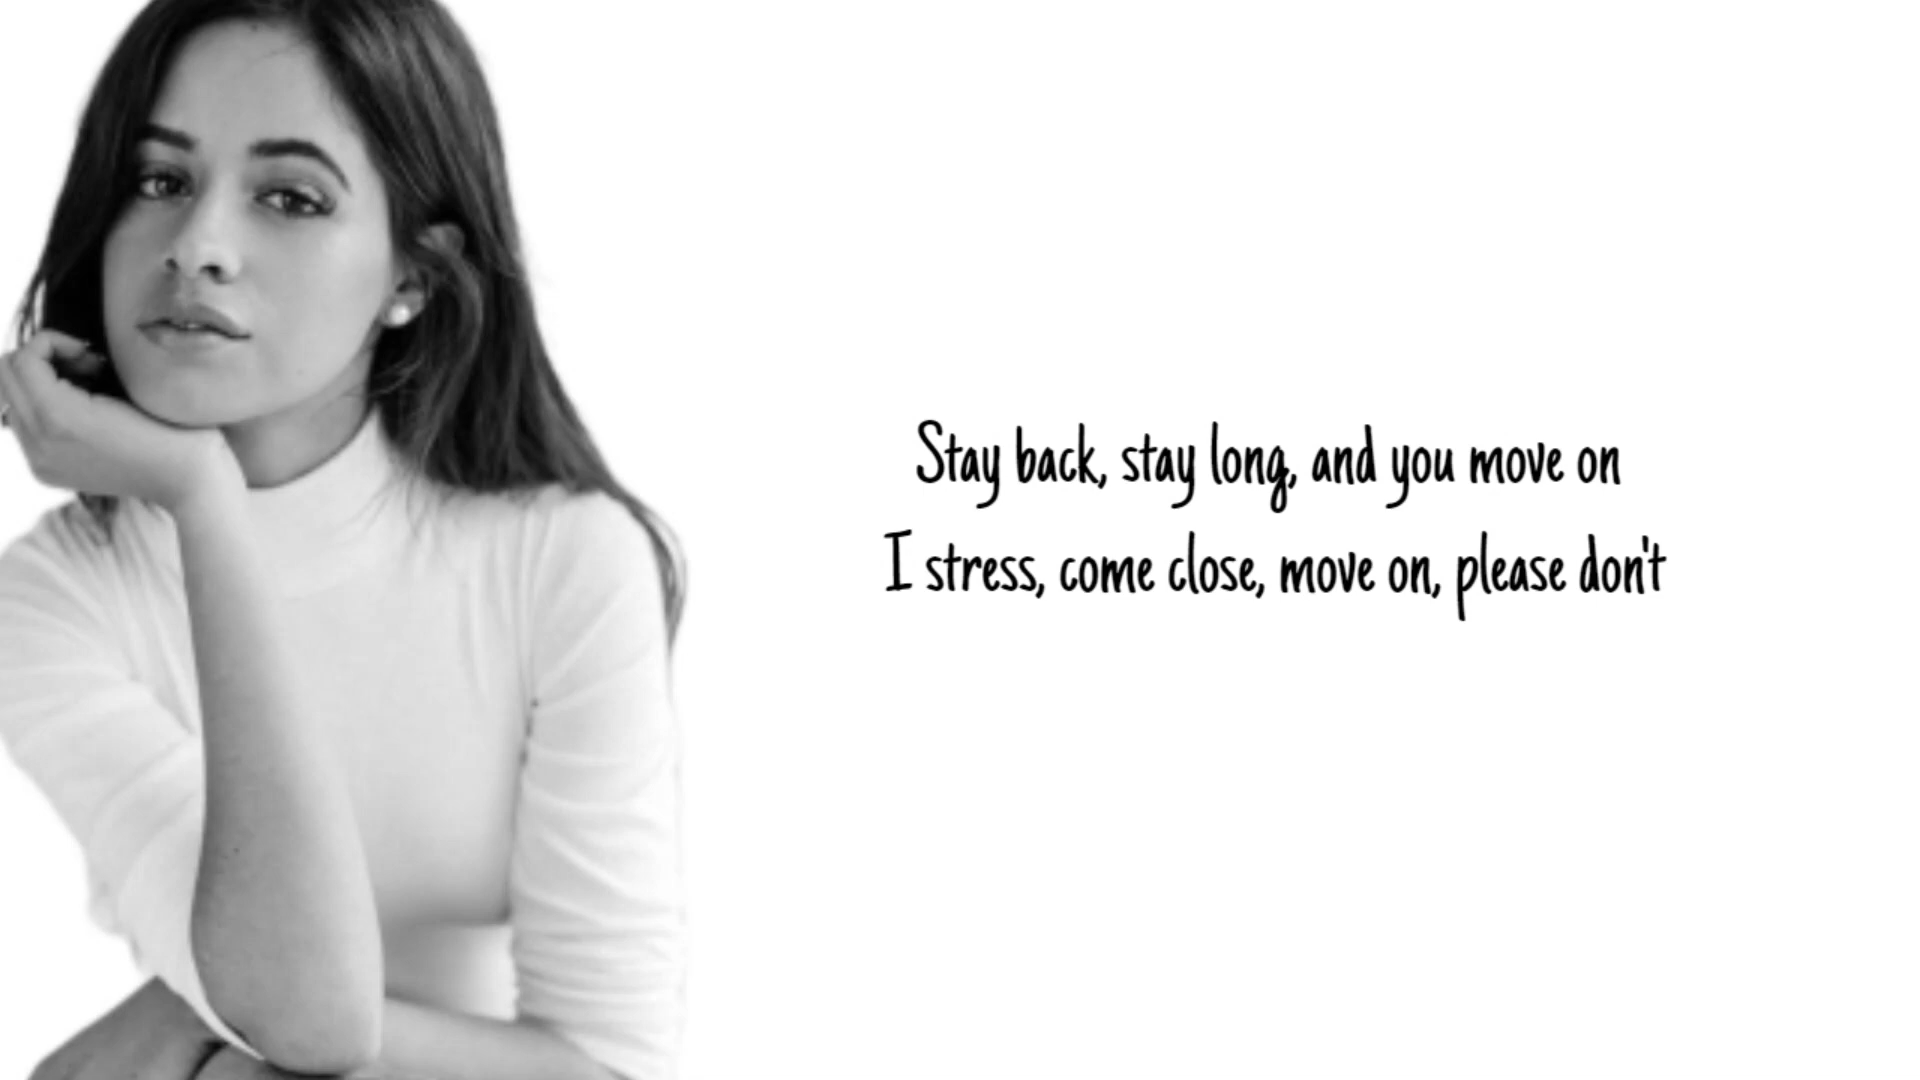 Stay back, stay long, and you move on
I stress, come close, move on, please don't